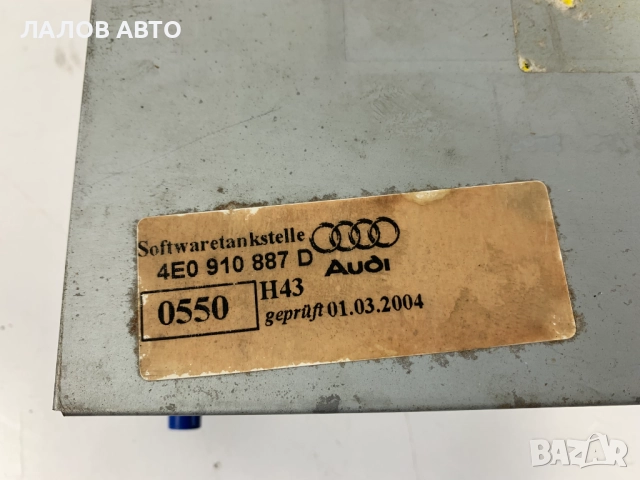 ЛАЛОВ АВТО
Softwaretankstelle
4E0 910 887 D
Audi
0550
H43
geprüft 01.03.2004
BAZAR